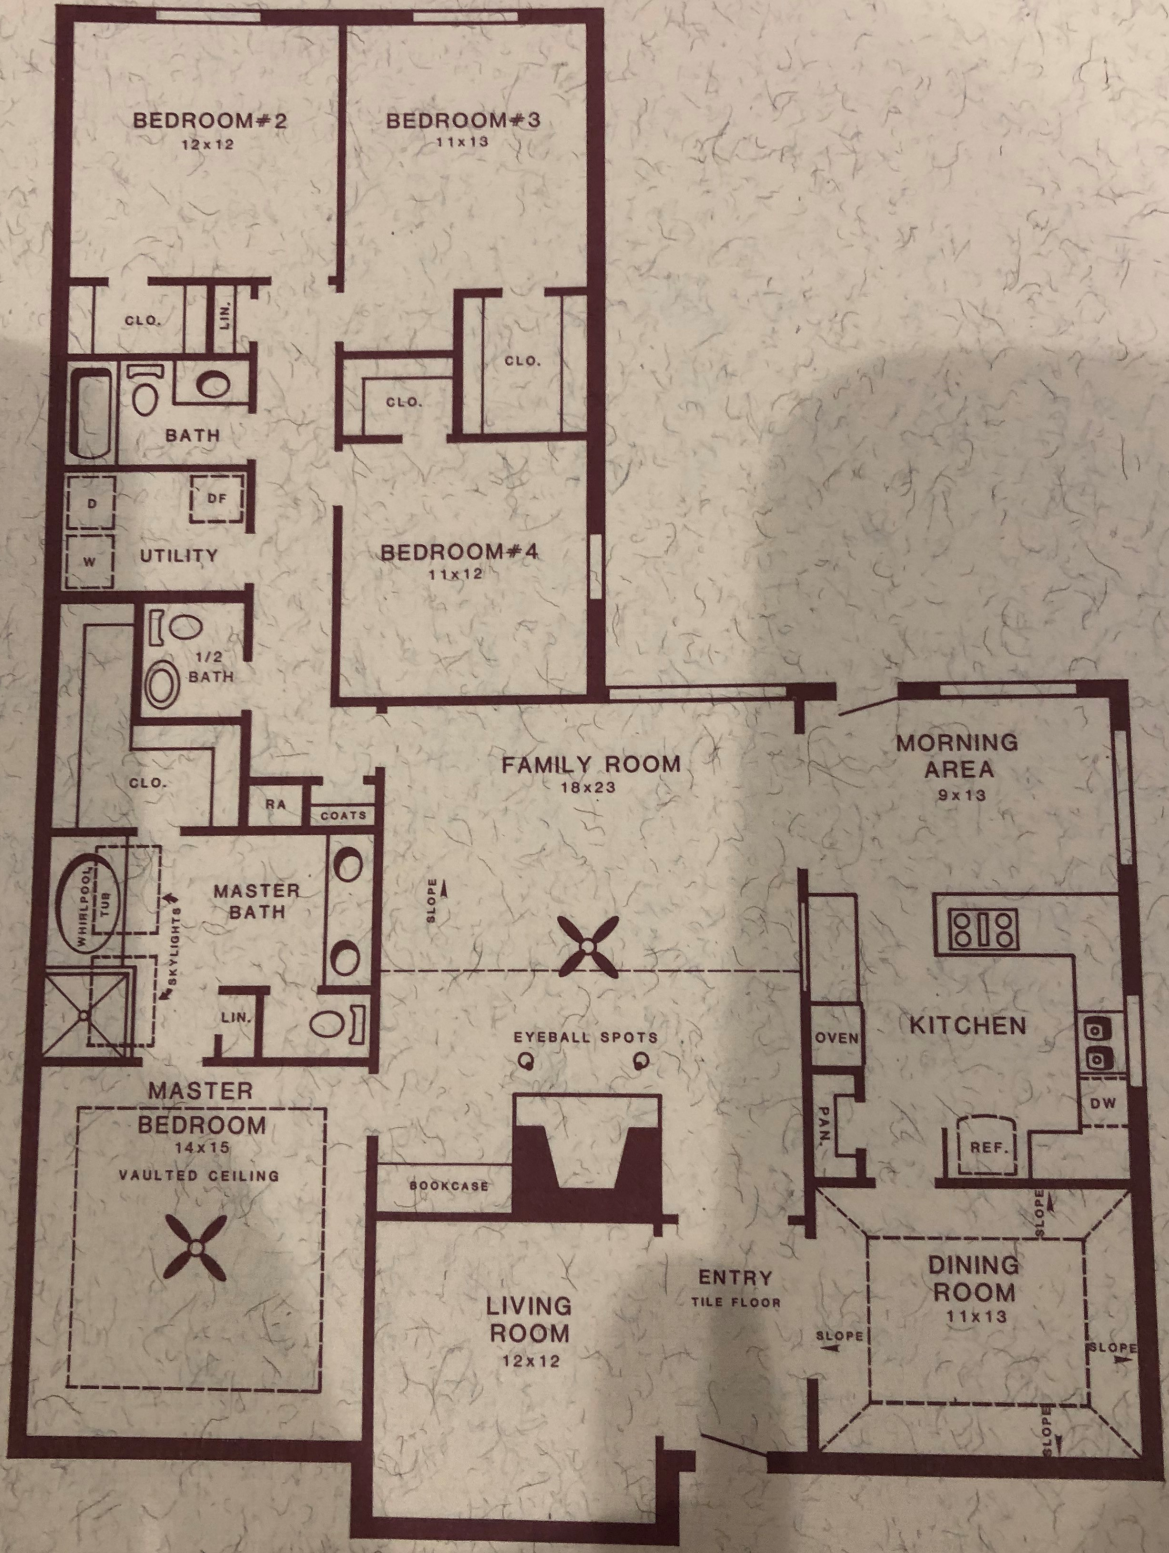 BEDROOM#2
12x12
BEDROOM#3
11x13
CLO.
LIN.
CLO.
CLO.
BATH
D
DF
W
UTILITY
BEDROOM#4
11x12
1/2
BATH
CLO.
RA
COATS
FAMILY ROOM
18x23
MORNING
AREA
9x13
WHIRLPOOL
TUB
SKYLIGHTS
MASTER
BATH
SLOPE
LIN.
EYEBALL SPOTS
OVEN
KITCHEN
PAN.
DW
REF.
MASTER
BEDROOM
14x15
VAULTED CEILING
BOOKCASE
LIVING
ROOM
12x12
ENTRY
TILE FLOOR
DINING
ROOM
11x13
SLOPE
SLOPE
SLOPE
SLOPE